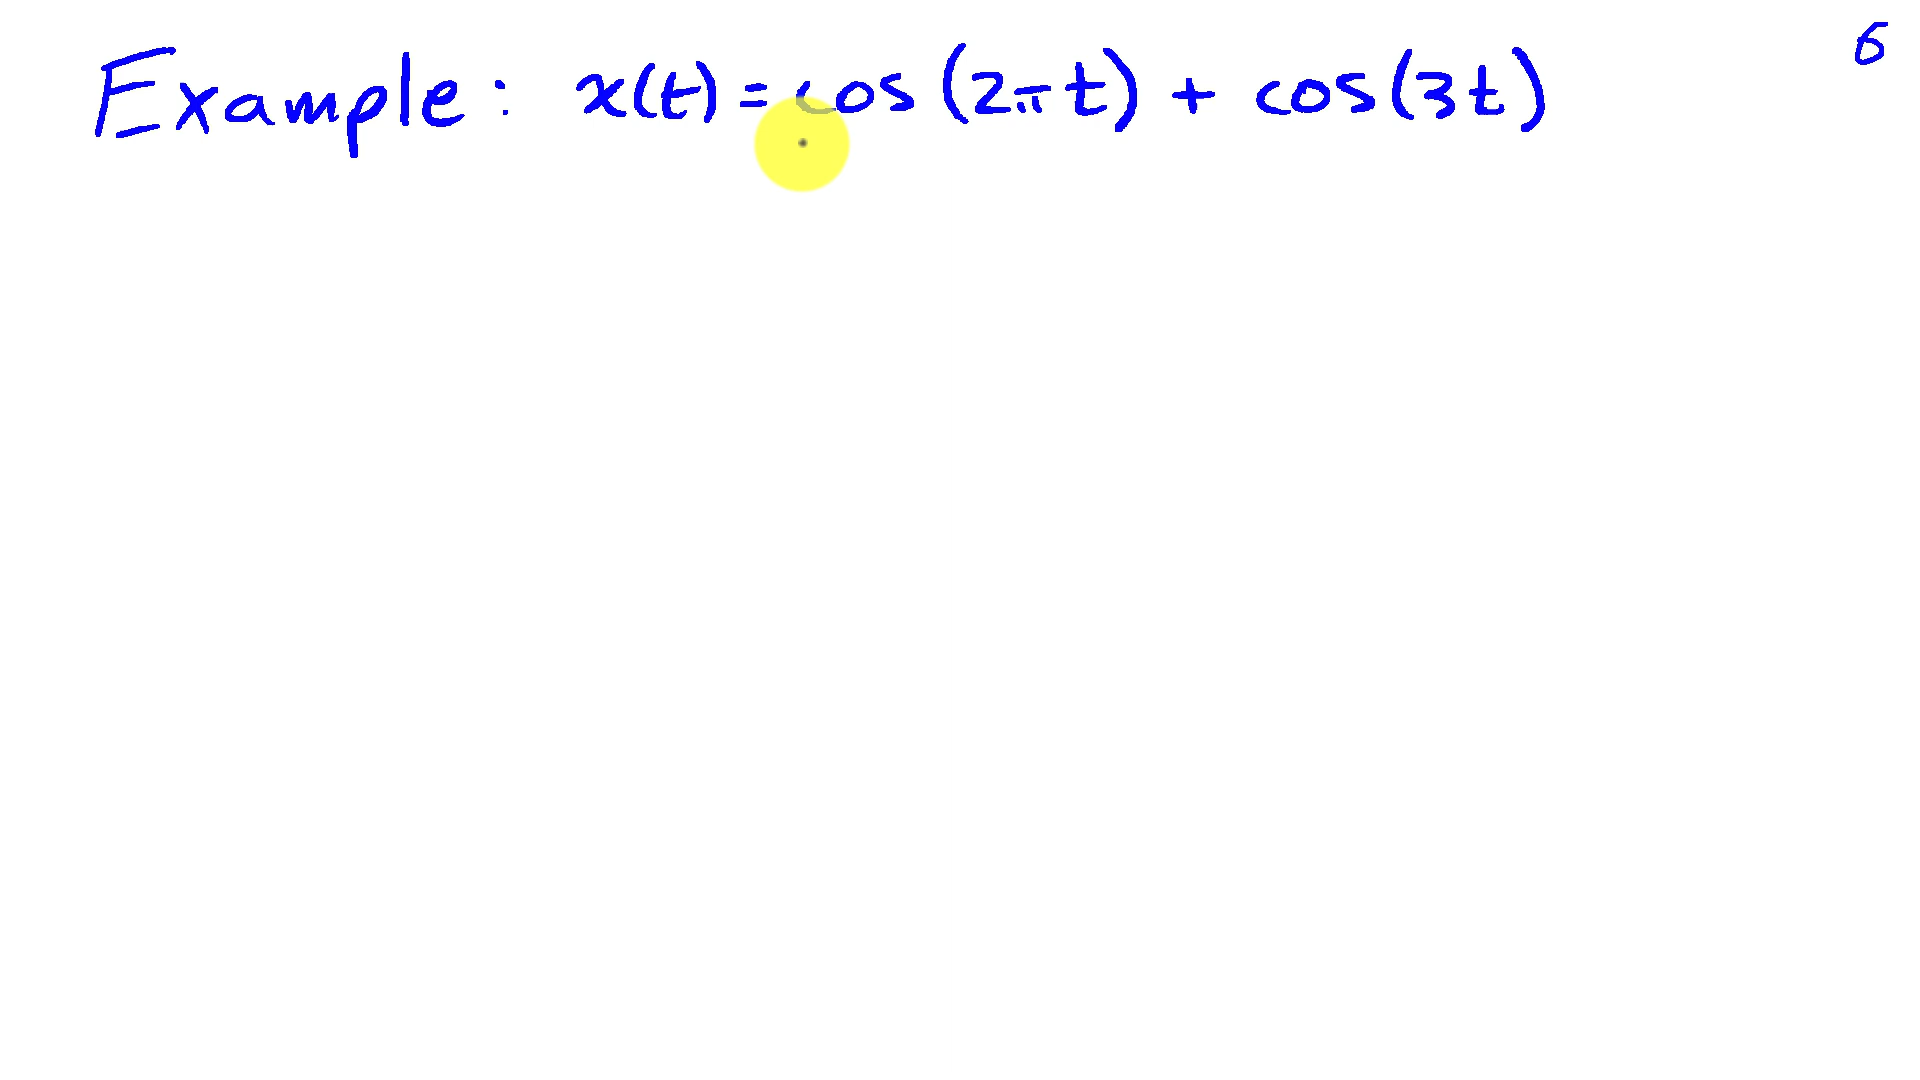 6
Example: x(t) = cos(2πt) + cos(3t)